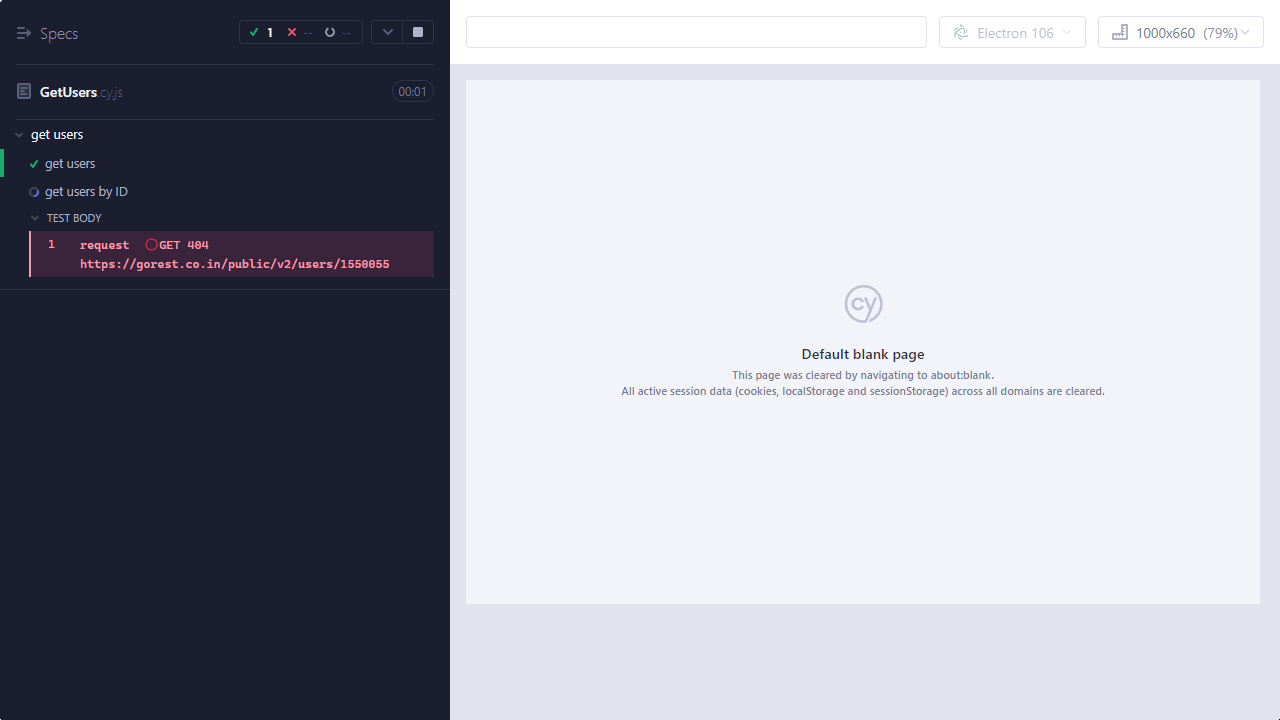 Specs
1 -- --
GetUsers.cy.js
00:01
get users
get users
get users by ID
TEST BODY
1 request GET 404
https://gorest.co.in/public/v2/users/1550055
Electron 106
1000x660 (79%)
cy
Default blank page
This page was cleared by navigating to about:blank.
All active session data (cookies, localStorage and sessionStorage) across all domains are cleared.